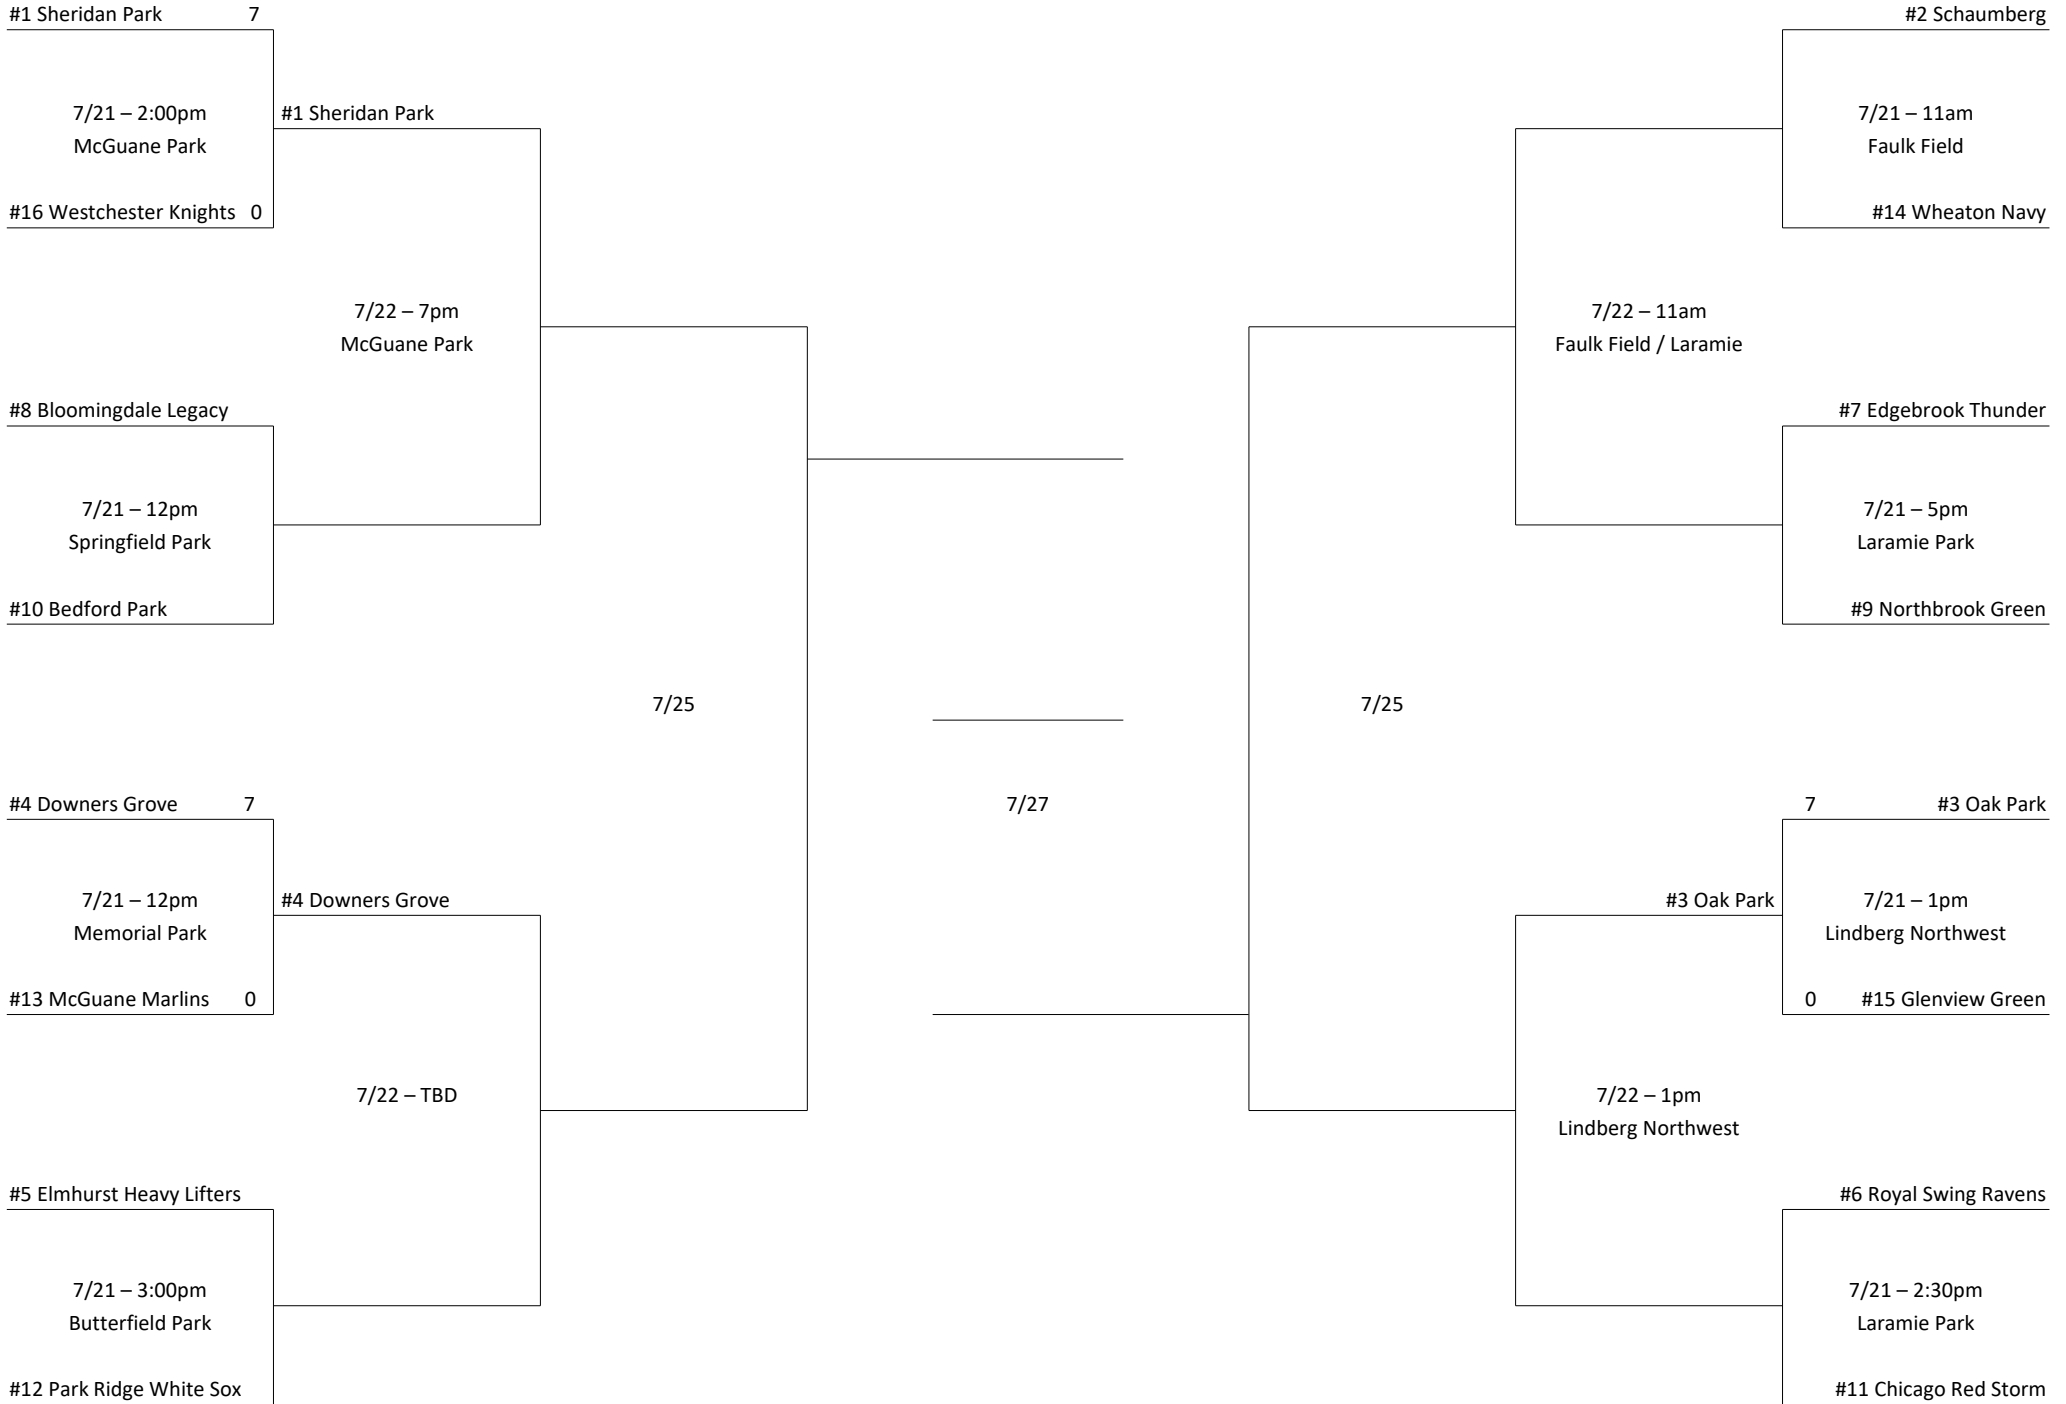 #1 Sheridan Park 7
7/21 – 2:00pm
McGuane Park
#16 Westchester Knights 0
#1 Sheridan Park
7/22 – 7pm
McGuane Park
#8 Bloomingdale Legacy
7/21 – 12pm
Springfield Park
#10 Bedford Park
7/25
#4 Downers Grove 7
7/21 – 12pm
Memorial Park
#13 McGuane Marlins 0
#4 Downers Grove
7/22 – TBD
#5 Elmhurst Heavy Lifters
7/21 – 3:00pm
Butterfield Park
#12 Park Ridge White Sox
7/27
#2 Schaumberg
7/21 – 11am
Faulk Field
#14 Wheaton Navy
7/22 – 11am
Faulk Field / Laramie
#7 Edgebrook Thunder
7/21 – 5pm
Laramie Park
#9 Northbrook Green
7/25
7 #3 Oak Park
7/21 – 1pm
Lindberg Northwest
0 #15 Glenview Green
#3 Oak Park
7/22 – 1pm
Lindberg Northwest
#6 Royal Swing Ravens
7/21 – 2:30pm
Laramie Park
#11 Chicago Red Storm